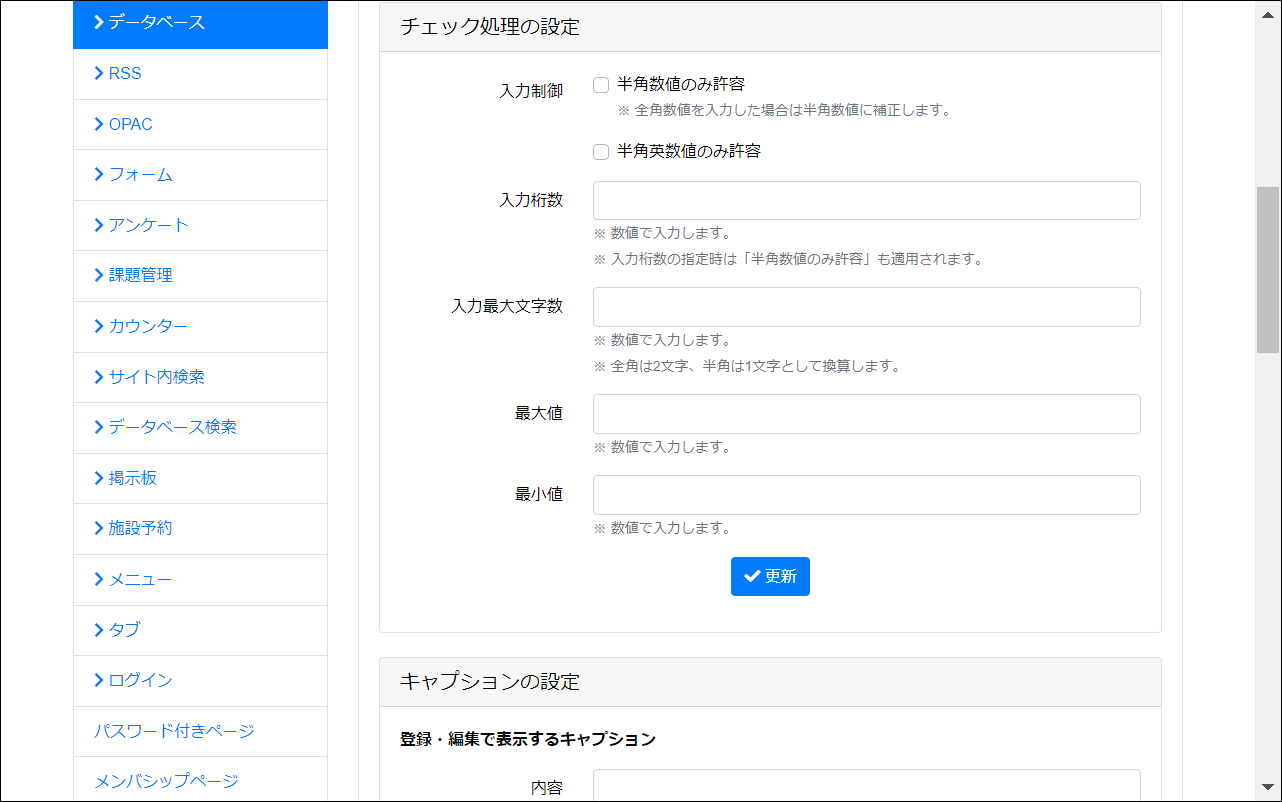 データベース
RSS
OPAC
フォーム
アンケート
課題管理
カウンター
サイト内検索
データベース検索
掲示板
施設予約
メニュー
タブ
ログイン
パスワード付きページ
メンバシップページ
チェック処理の設定
入力制御
半角数値のみ許容
※ 全角数値を入力した場合は半角数値に補正します。
半角英数値のみ許容
入力桁数
※ 数値で入力します。
※ 入力桁数の指定時は「半角数値のみ許容」も適用されます。
入力最大文字数
※ 数値で入力します。
※ 全角は2文字、半角は1文字として換算します。
最大値
※ 数値で入力します。
最小値
※ 数値で入力します。
更新
キャプションの設定
登録・編集で表示するキャプション
内容